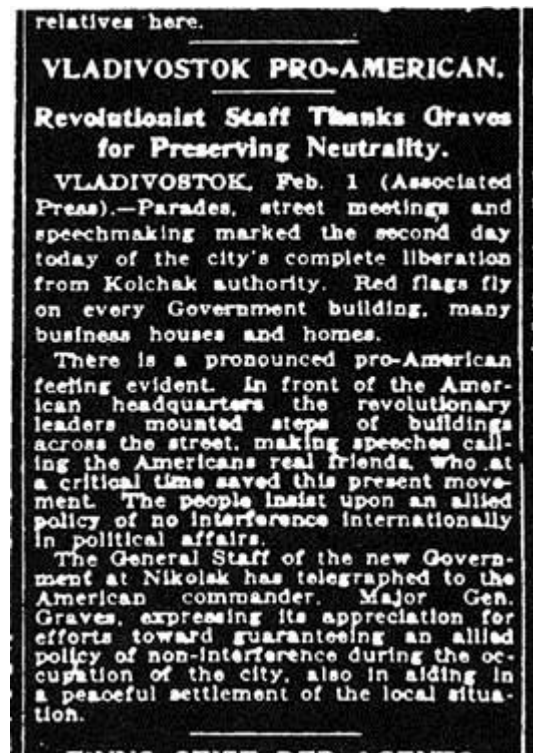 relatives here.
VLADIVOSTOK PRO-AMERICAN.
Revolutionist Staff Thanks Graves
for Preserving Neutrality.
VLADIVOSTOK, Feb. 1 (Associated
Press).—Parades, street meetings and
speechmaking marked the second day
today of the city's complete liberation
from Kolchak authority. Red flags fly
on every Government building, many
business houses and homes.
There is a pronounced pro-American
feeling evident. In front of the Amer-
ican headquarters the revolutionary
leaders mounted steps of buildings
across the street, making speeches call-
ing the Americans real friends, who at
a critical time saved this present move-
ment. The people insist upon an allied
policy of no interference internationally
in political affairs.
The General Staff of the new Govern-
ment at Nikolsk has telegraphed to the
American commander, Major Gen.
Graves, expressing its appreciation for
efforts toward guaranteeing an allied
policy of non-interference during the oc-
cupation of the city, also in aiding in
a peaceful settlement of the local situa-
tion.